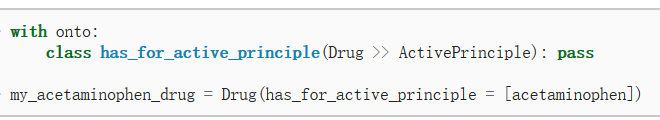 with onto:
    class has_for_active_principle(Drug >> ActivePrinciple): pass
my_acetaminophen_drug = Drug(has_for_active_principle = [acetaminophen])